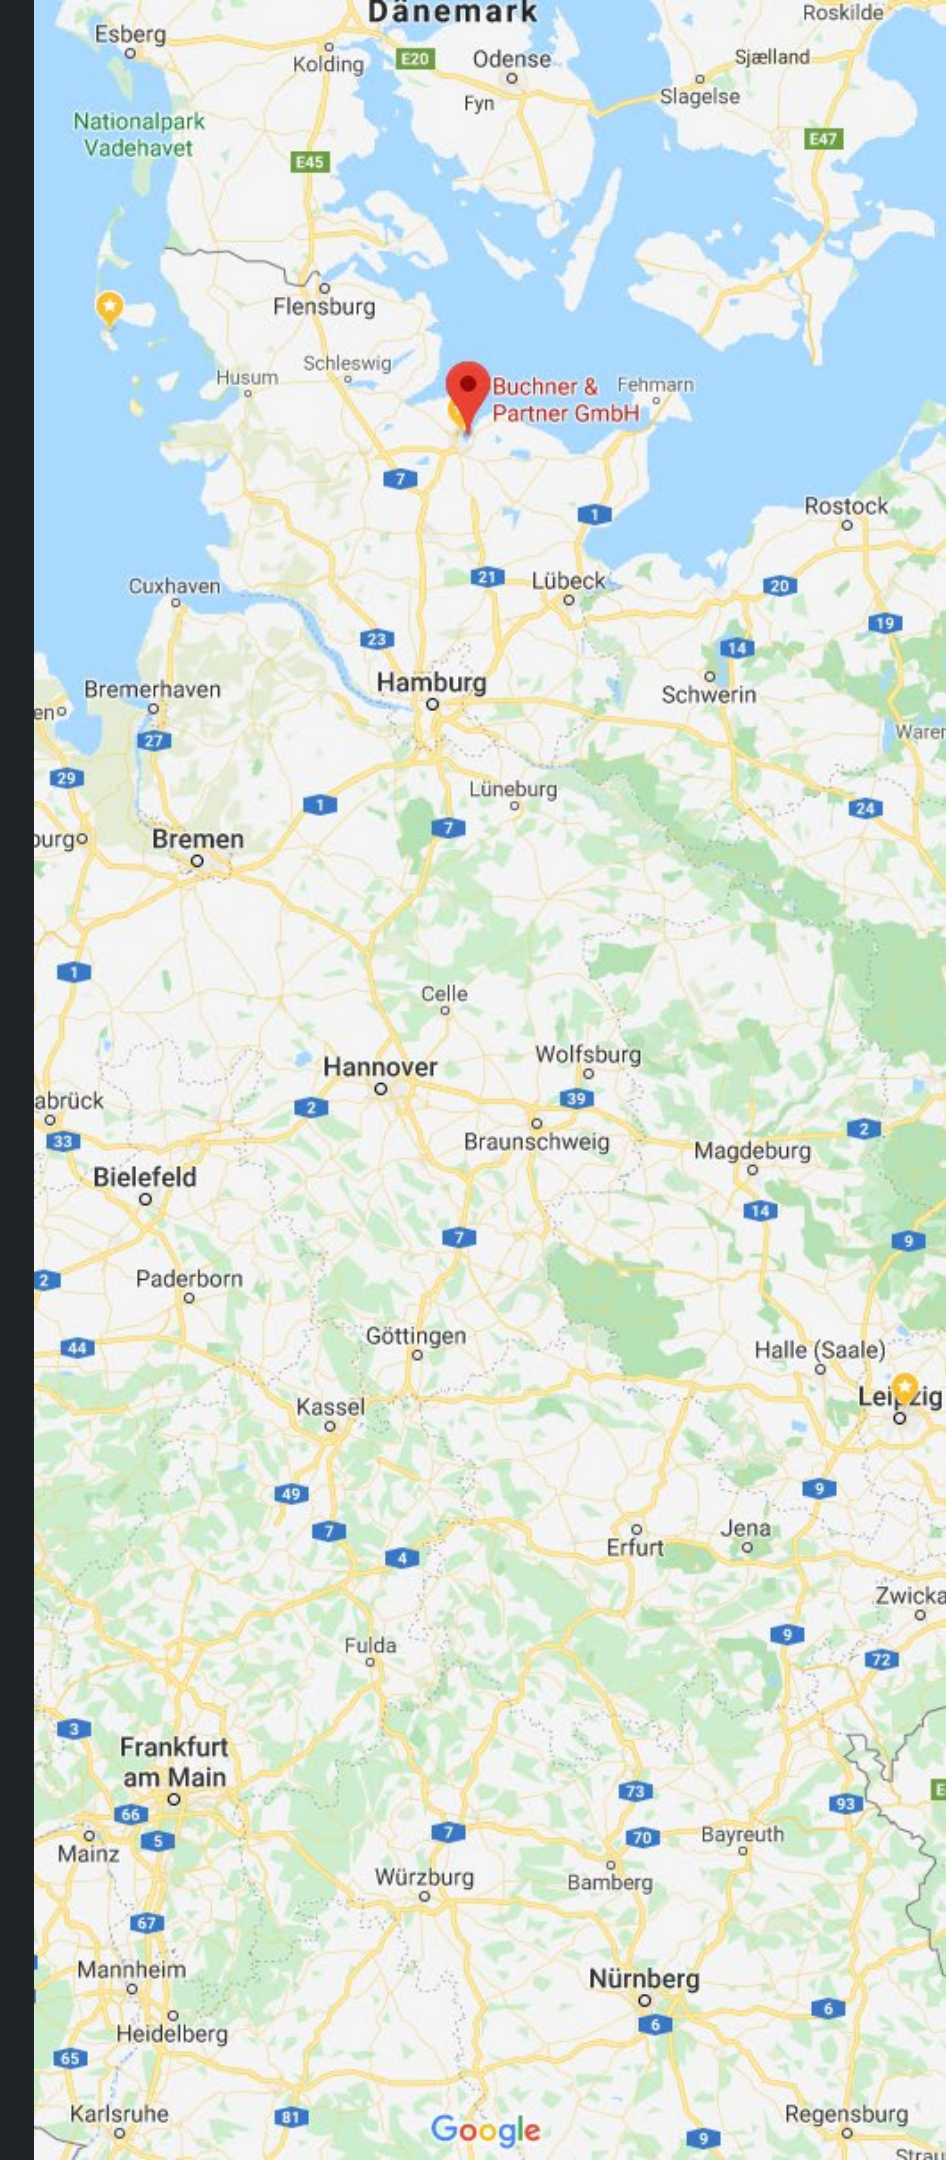 Dänemark
Roskilde
Esberg
Kolding
E20
Odense
Sjælland
Fyn
Slagelse
Nationalpark
Vadehavet
E45
E47
Flensburg
Schleswig
Husum
Buchner &
Partner GmbH
Fehmarn
7
1
Rostock
21
Lübeck
20
Cuxhaven
19
23
14
Hamburg
Schwerin
Bremerhaven
en
27
Waren
29
Lüneburg
1
24
7
burg
Bremen
1
Celle
Hannover
Wolfsburg
39
abrück
2
33
Braunschweig
2
Magdeburg
Bielefeld
14
7
9
2
Paderborn
44
Göttingen
Halle (Saale)
Leipzig
Kassel
49
9
7
4
Erfurt
Jena
Zwicka
9
Fulda
72
3
Frankfurt
am Main
73
93
E
66
5
7
70
Bayreuth
Mainz
Würzburg
Bamberg
67
Mannheim
Nürnberg
6
6
Heidelberg
65
Karlsruhe
81
Google
9
Regensburg
Strau